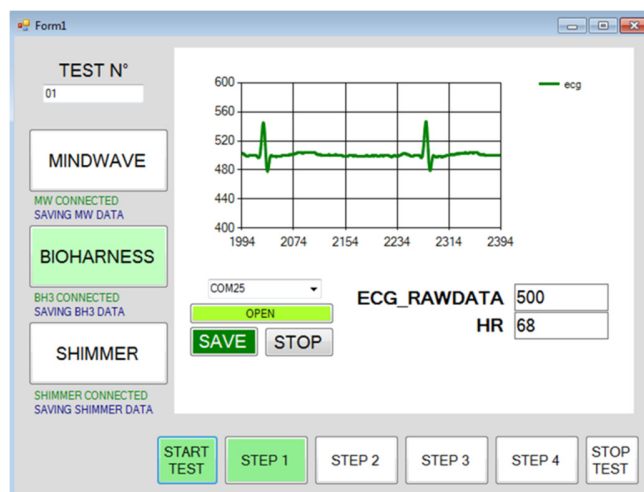 Form1
TEST N°
01
MINDWAVE
MW CONNECTED
SAVING MW DATA
BIOHARNESS
BH3 CONNECTED
SAVING BH3 DATA
SHIMMER
SHIMMER CONNECTED
SAVING SHIMMER DATA
600
560
520
480
440
400
1994 2074 2154 2234 2314 2394
ecg
COM25
OPEN
SAVE STOP
ECG_RAWDATA 500
HR 68
START TEST
STEP 1
STEP 2
STEP 3
STEP 4
STOP TEST